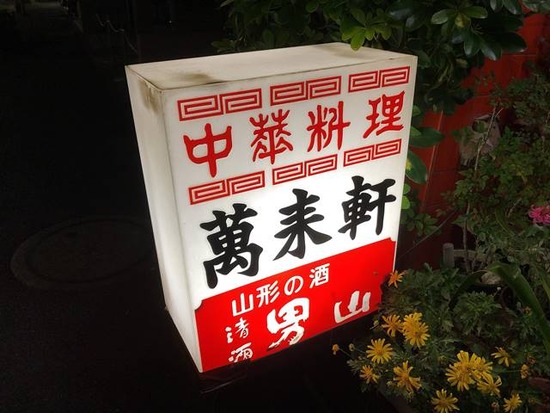 中華料理
萬来軒
山形の酒
清酒 男山